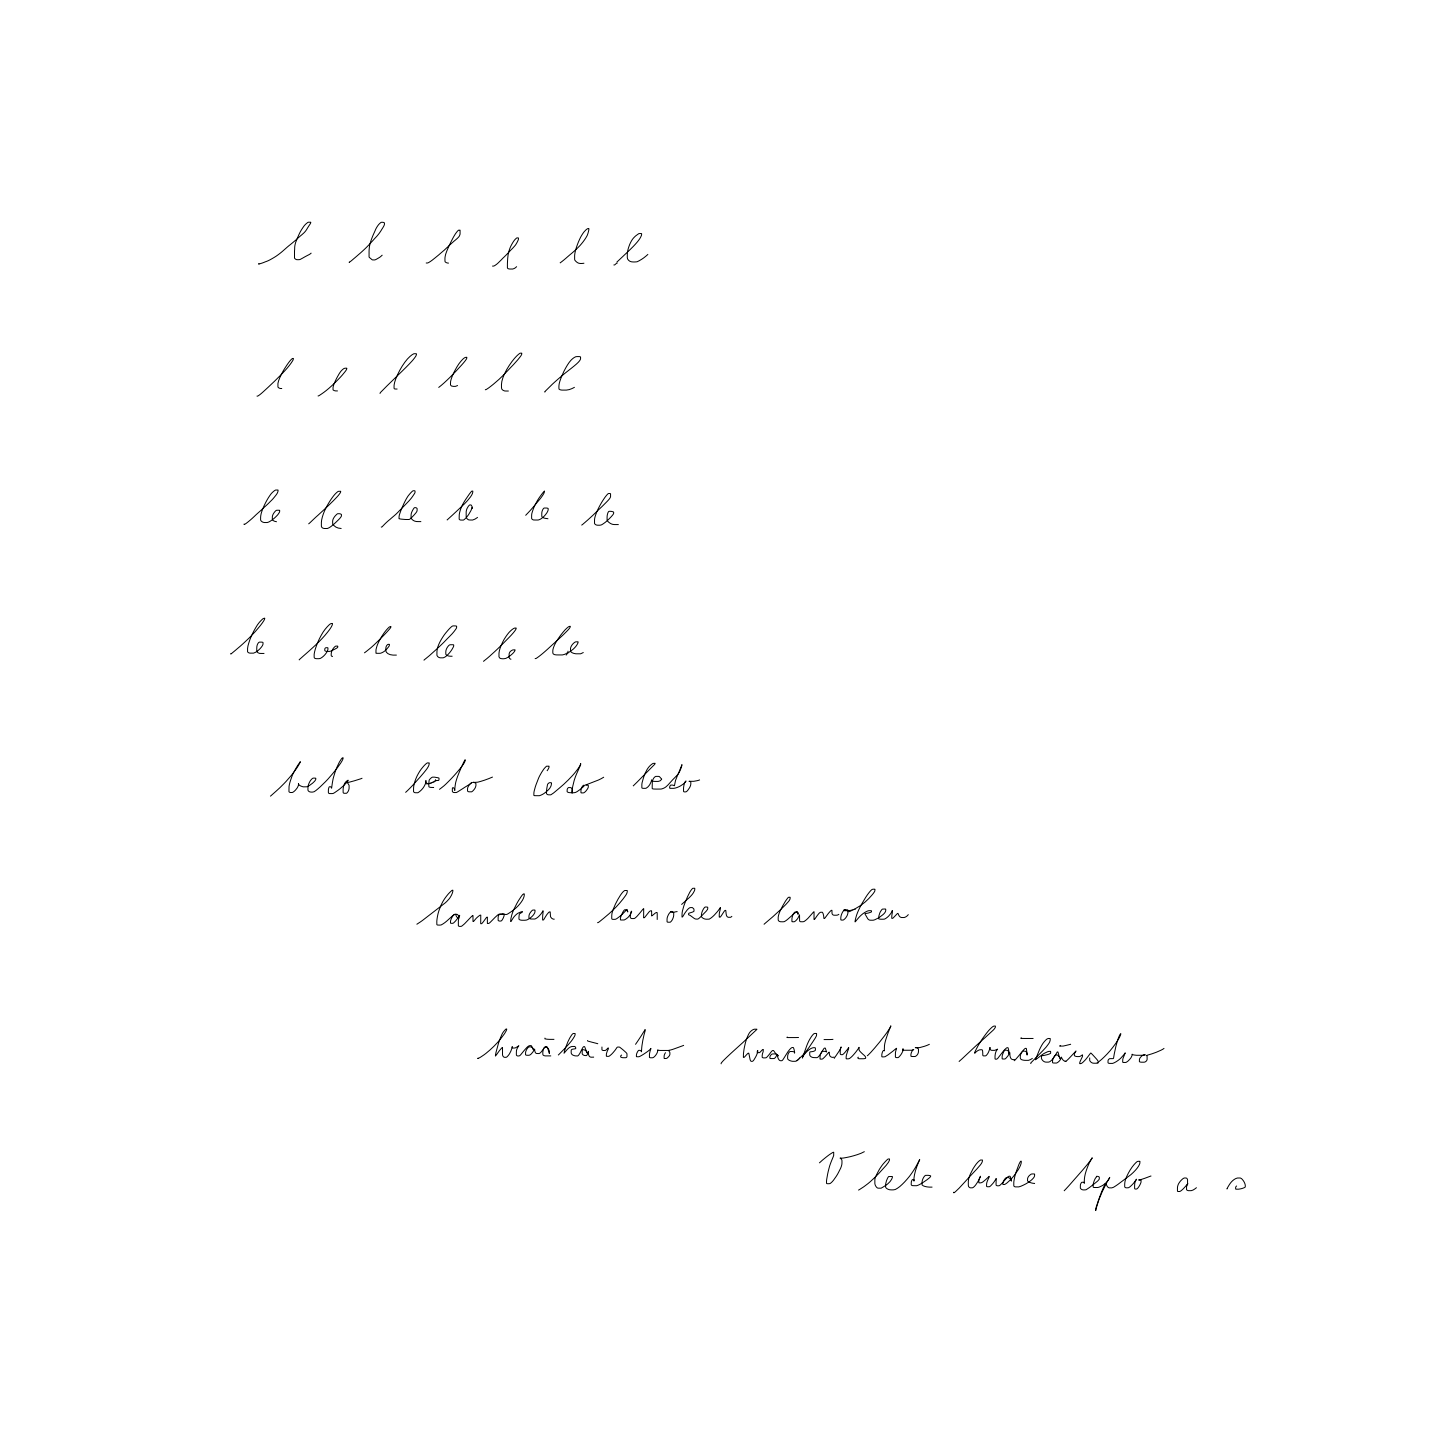 l l l l l l
l l l l l l
le le le le le le
le le le le le le
leto leto leto leto
lamoken lamoken lamoken
hračkárstvo hračkárstvo hračkárstvo
V lete bude teplo a s